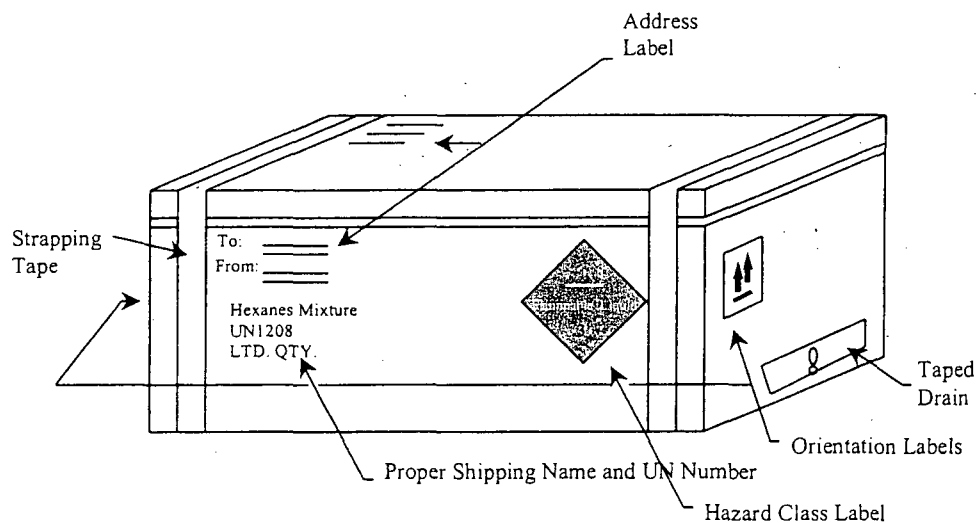 Address
Label
Strapping
Tape
To:
From:
Hexanes Mixture
UN1208
LTD. QTY.
Taped
Drain
Orientation Labels
Proper Shipping Name and UN Number
Hazard Class Label